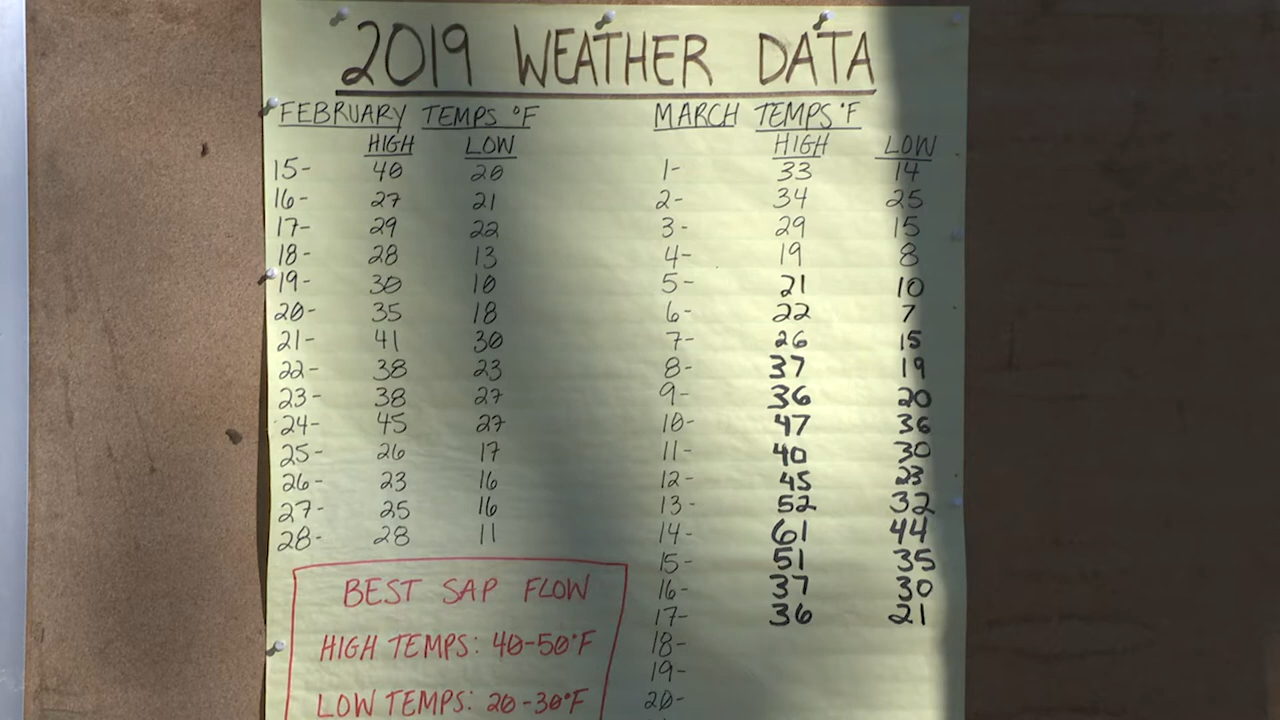 2019 WEATHER DATA
FEBRUARY TEMPS °F
HIGH LOW
15- 40 20
16- 27 21
17- 29 22
18- 28 13
19- 30 10
20- 35 18
21- 41 30
22- 38 23
23- 38 27
24- 45 27
25- 26 17
26- 23 16
27- 25 16
28- 28 11
BEST SAP FLOW
HIGH TEMPS: 40-50°F
LOW TEMPS: 20-30°F
MARCH TEMPS °F
HIGH LOW
1- 33 14
2- 34 25
3- 29 15
4- 19 8
5- 21 10
6- 22 7
7- 26 15
8- 37 19
9- 36 20
10- 47 36
11- 40 30
12- 45 23
13- 52 32
14- 61 44
15- 51 35
16- 37 30
17- 36 21
18-
19-
20-